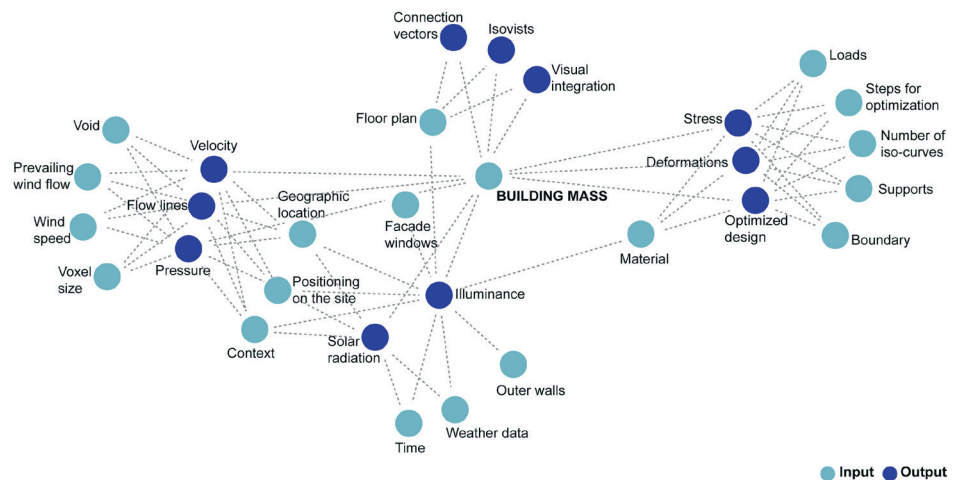 Connection
vectors
Isovists
Visual
integration
Floor plan
Loads
Steps for
optimization
Number of
iso-curves
Supports
Boundary
Stress
Deformations
Optimized
design
Material
Void
Prevailing
wind flow
Wind
speed
Voxel
size
Velocity
Flow lines
Pressure
Geographic
location
Facade
windows
BUILDING MASS
Positioning
on the site
Context
Solar
radiation
Illuminance
Outer walls
Weather data
Time
Input
Output